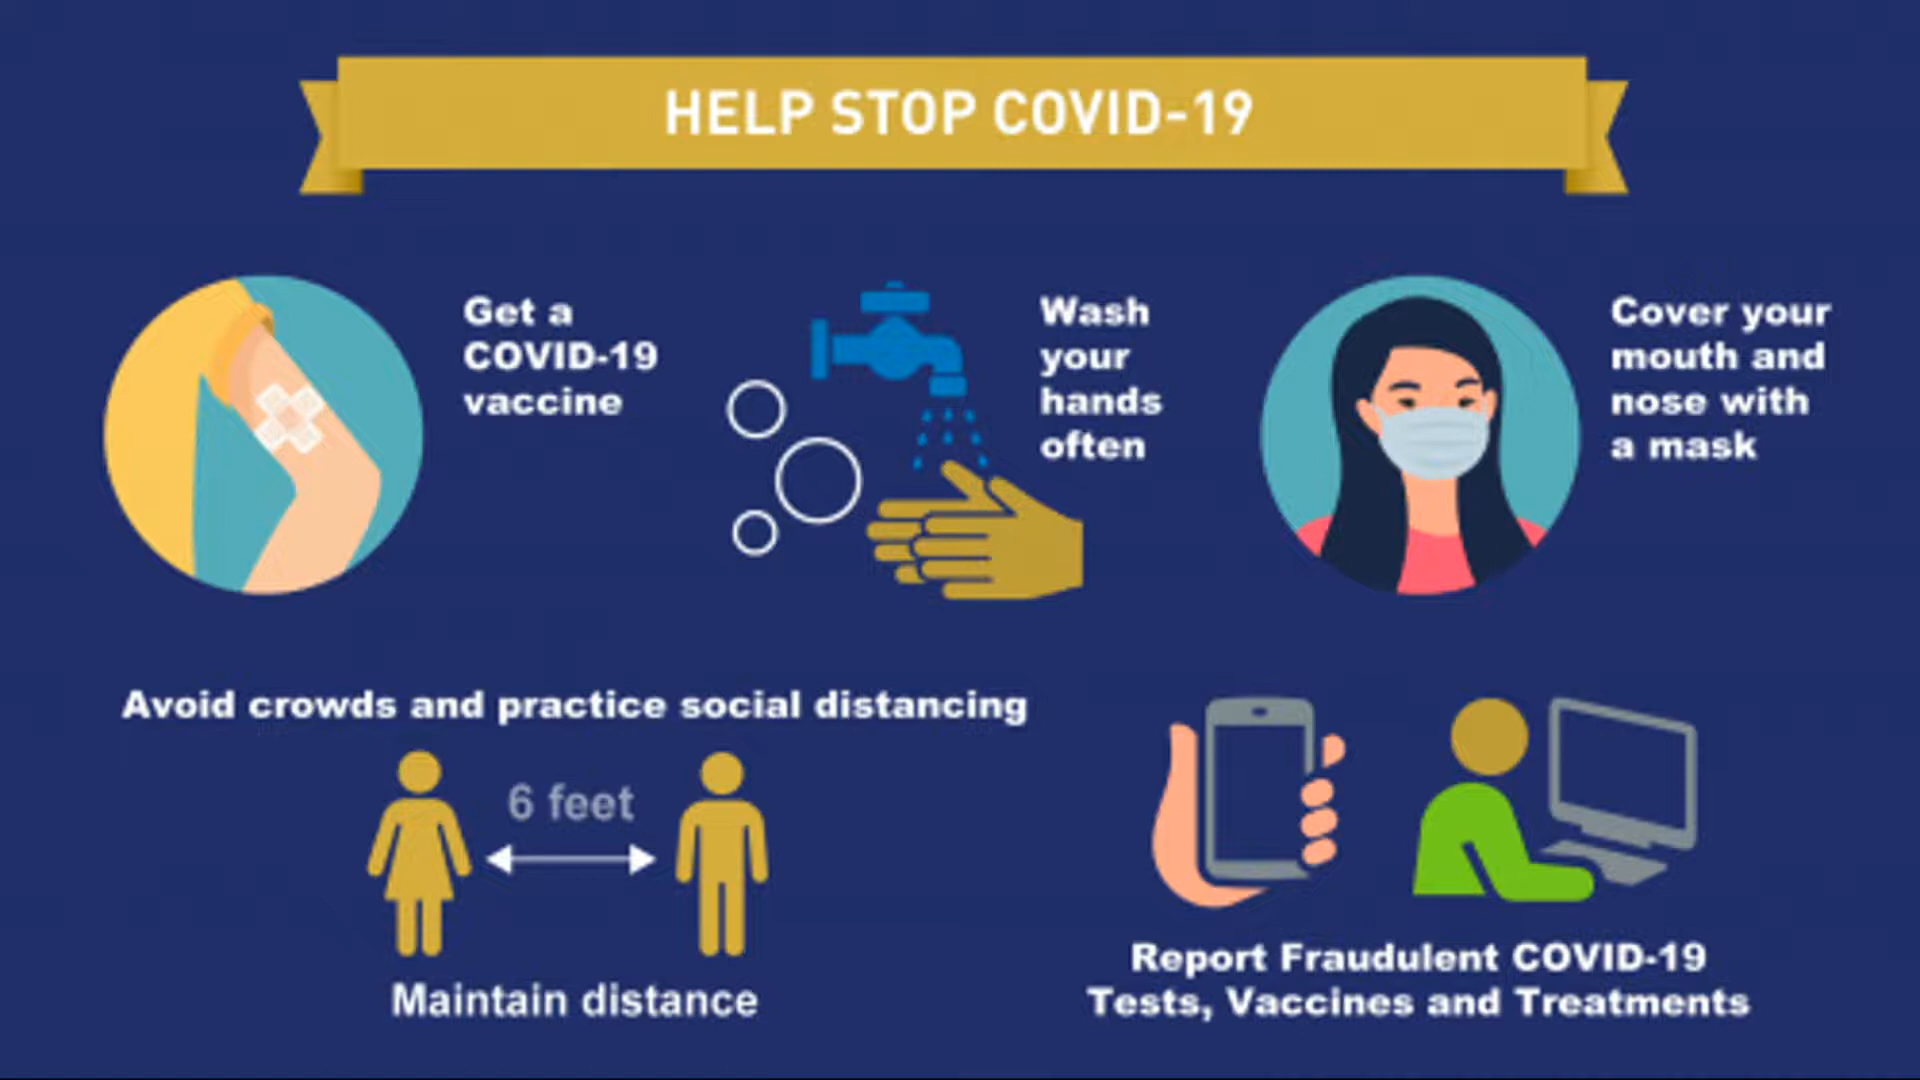 HELP STOP COVID-19
Get a
COVID-19
vaccine
Wash
your
hands
often
Cover your
mouth and
nose with
a mask
Avoid crowds and practice social distancing
6 feet
Maintain distance
Report Fraudulent COVID-19
Tests, Vaccines and Treatments